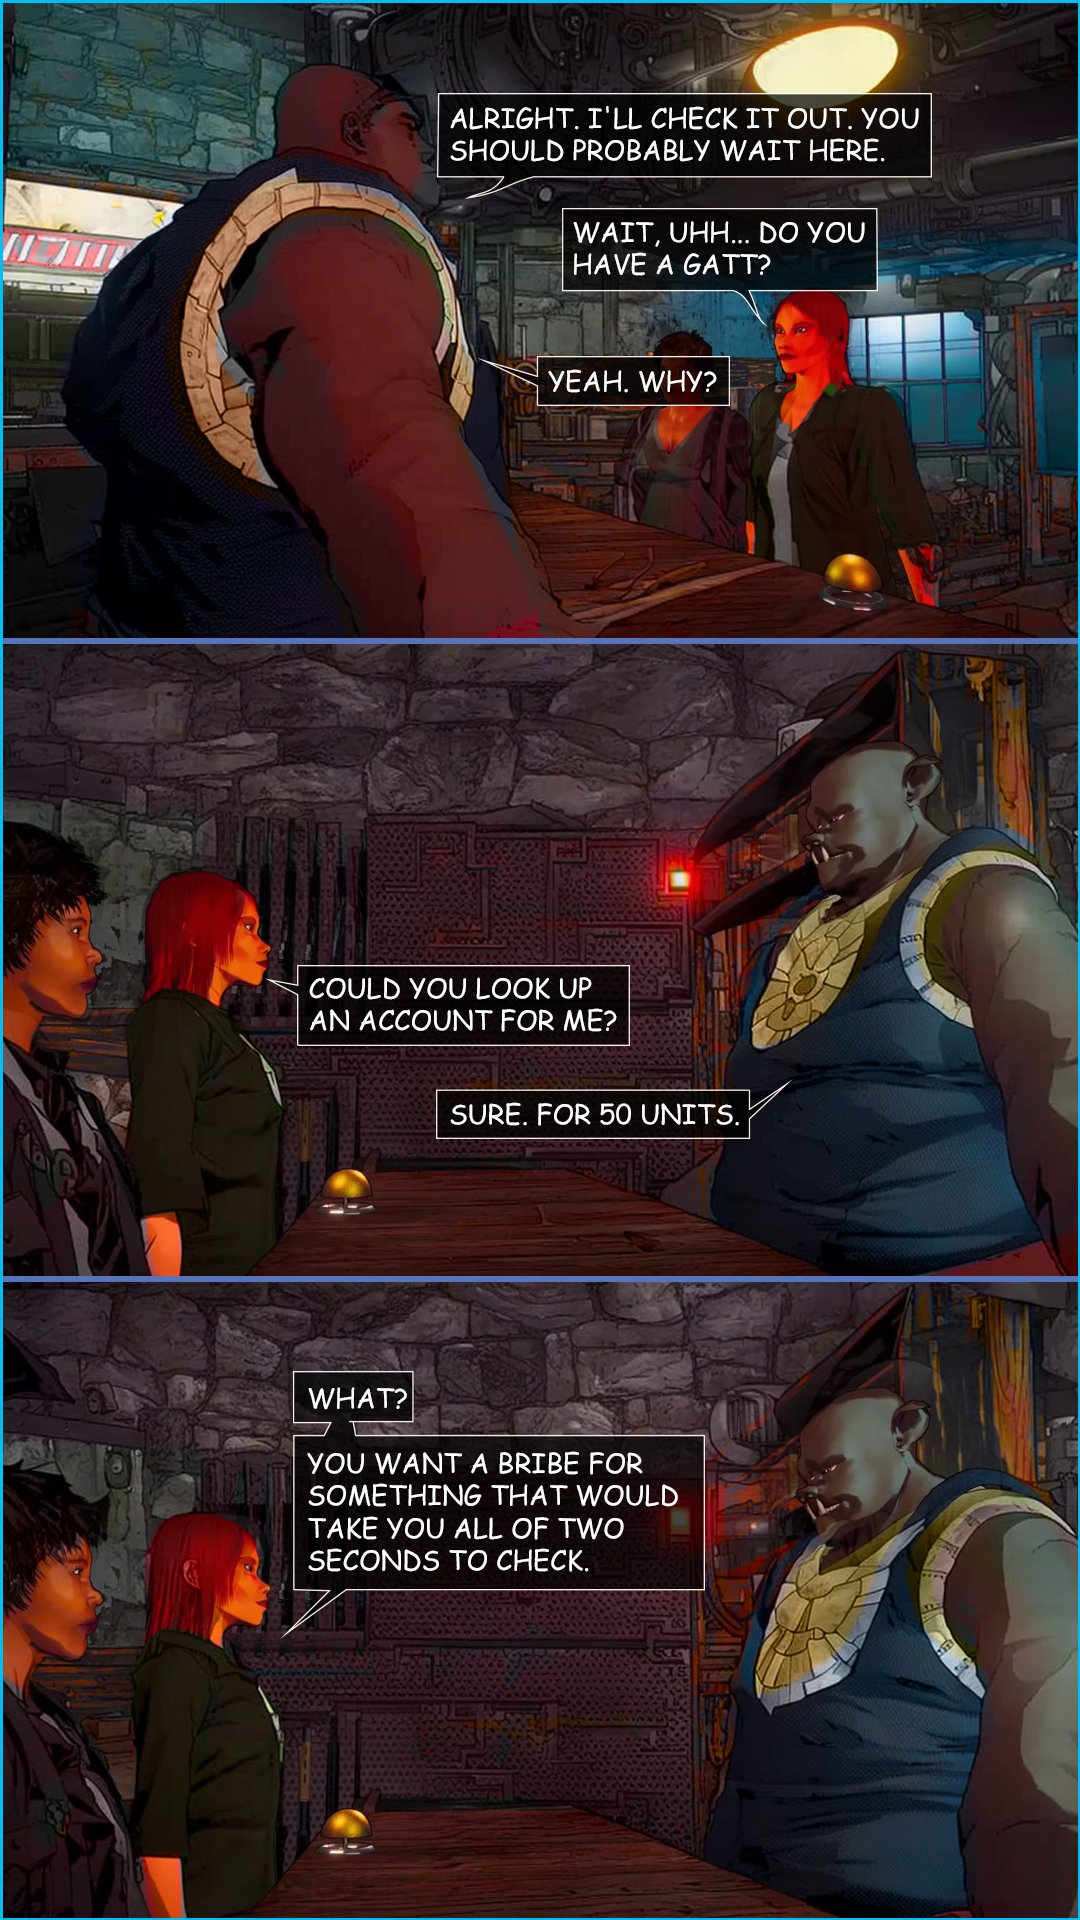 ALRIGHT. I'LL CHECK IT OUT. YOU
SHOULD PROBABLY WAIT HERE.
WAIT, UHH... DO YOU
HAVE A GATT?
YEAH. WHY?
COULD YOU LOOK UP
AN ACCOUNT FOR ME?
SURE. FOR 50 UNITS.
WHAT?
YOU WANT A BRIBE FOR
SOMETHING THAT WOULD
TAKE YOU ALL OF TWO
SECONDS TO CHECK.